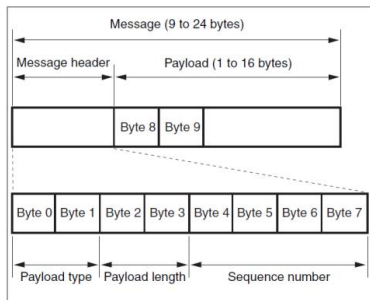 Message (9 to 24 bytes)
Message header
Payload (1 to 16 bytes)
Byte 8
Byte 9
Byte 0
Byte 1
Byte 2
Byte 3
Byte 4
Byte 5
Byte 6
Byte 7
Payload type
Payload length
Sequence number